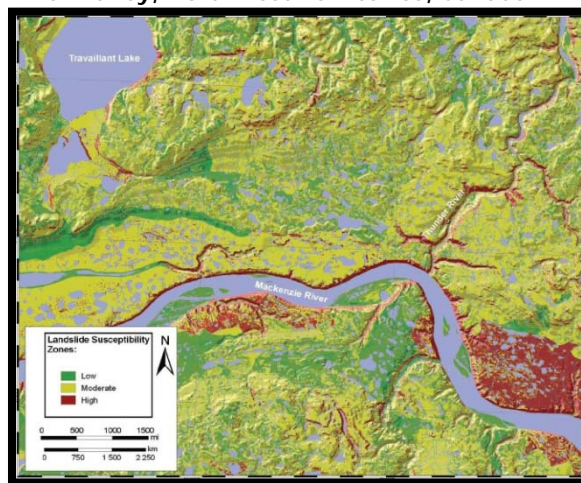 Travaillant Lake
Thunder River
Mackenzie River
Landslide Susceptibility
Zones:
N
Low
Moderate
High
0 500 1000 1500
mi
km
0 750 1 500 2 250